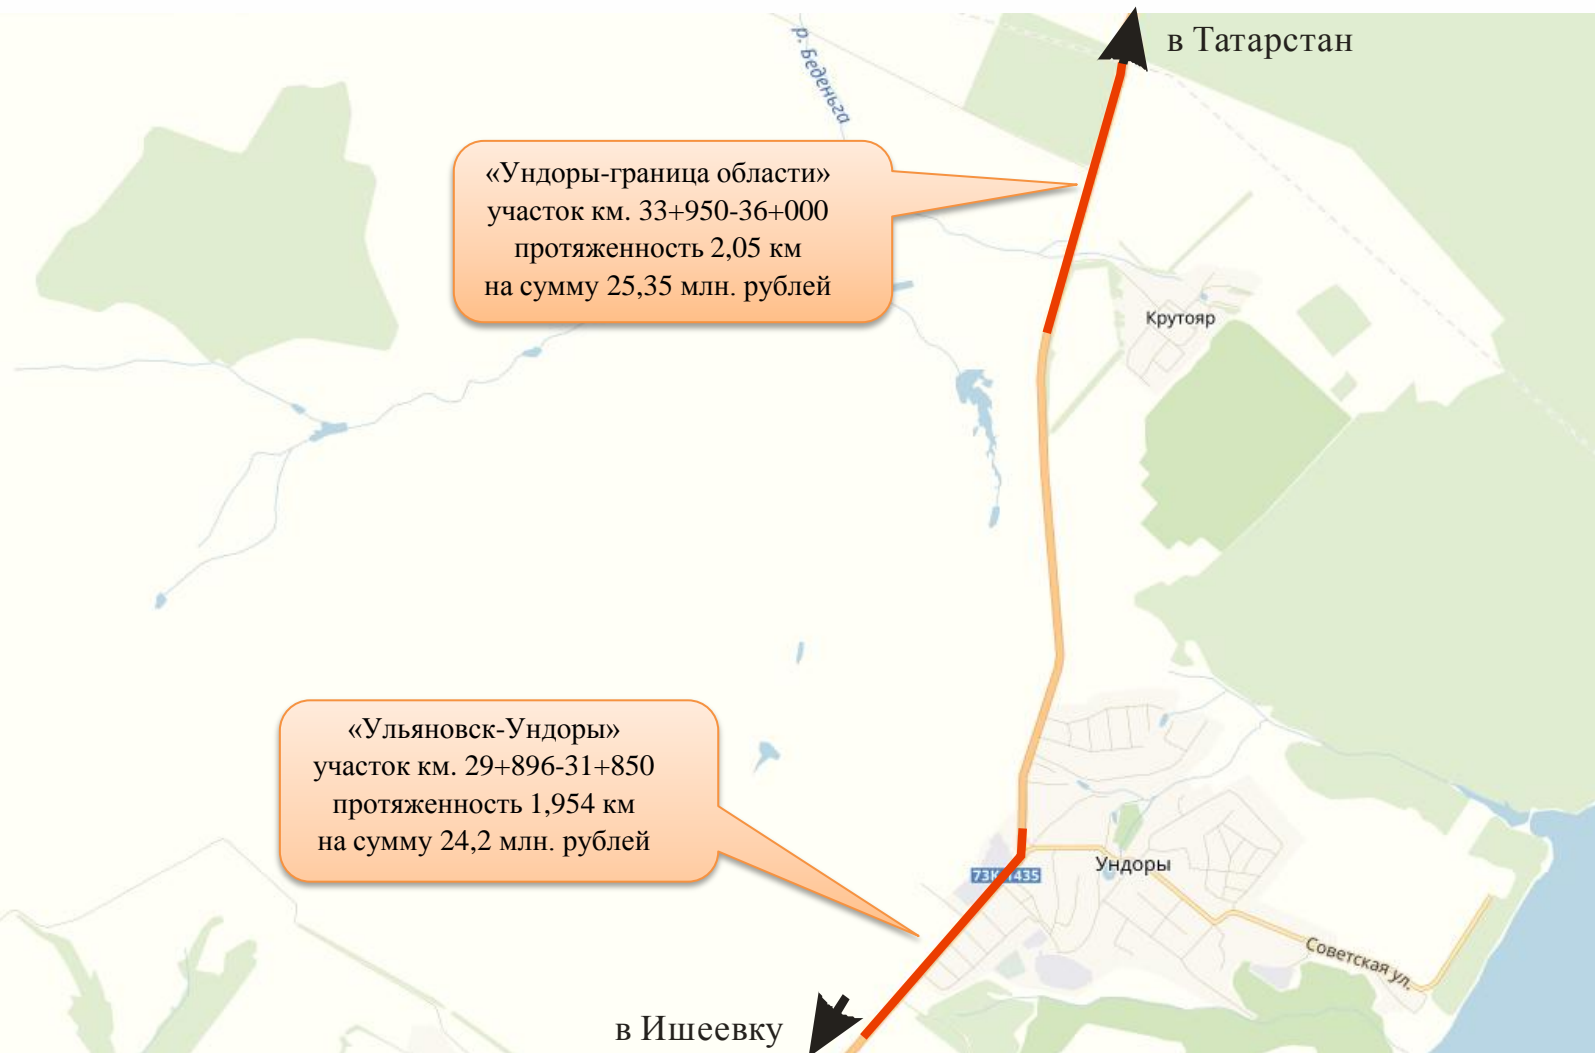 в Татарстан
р. Беденьга
«Ундоры-граница области»
участок км. 33+950-36+000
протяженность 2,05 км
на сумму 25,35 млн. рублей
Крутояр
«Ульяновск-Ундоры»
участок км. 29+896-31+850
протяженность 1,954 км
на сумму 24,2 млн. рублей
Ундоры
Советская ул.
в Ишеевку